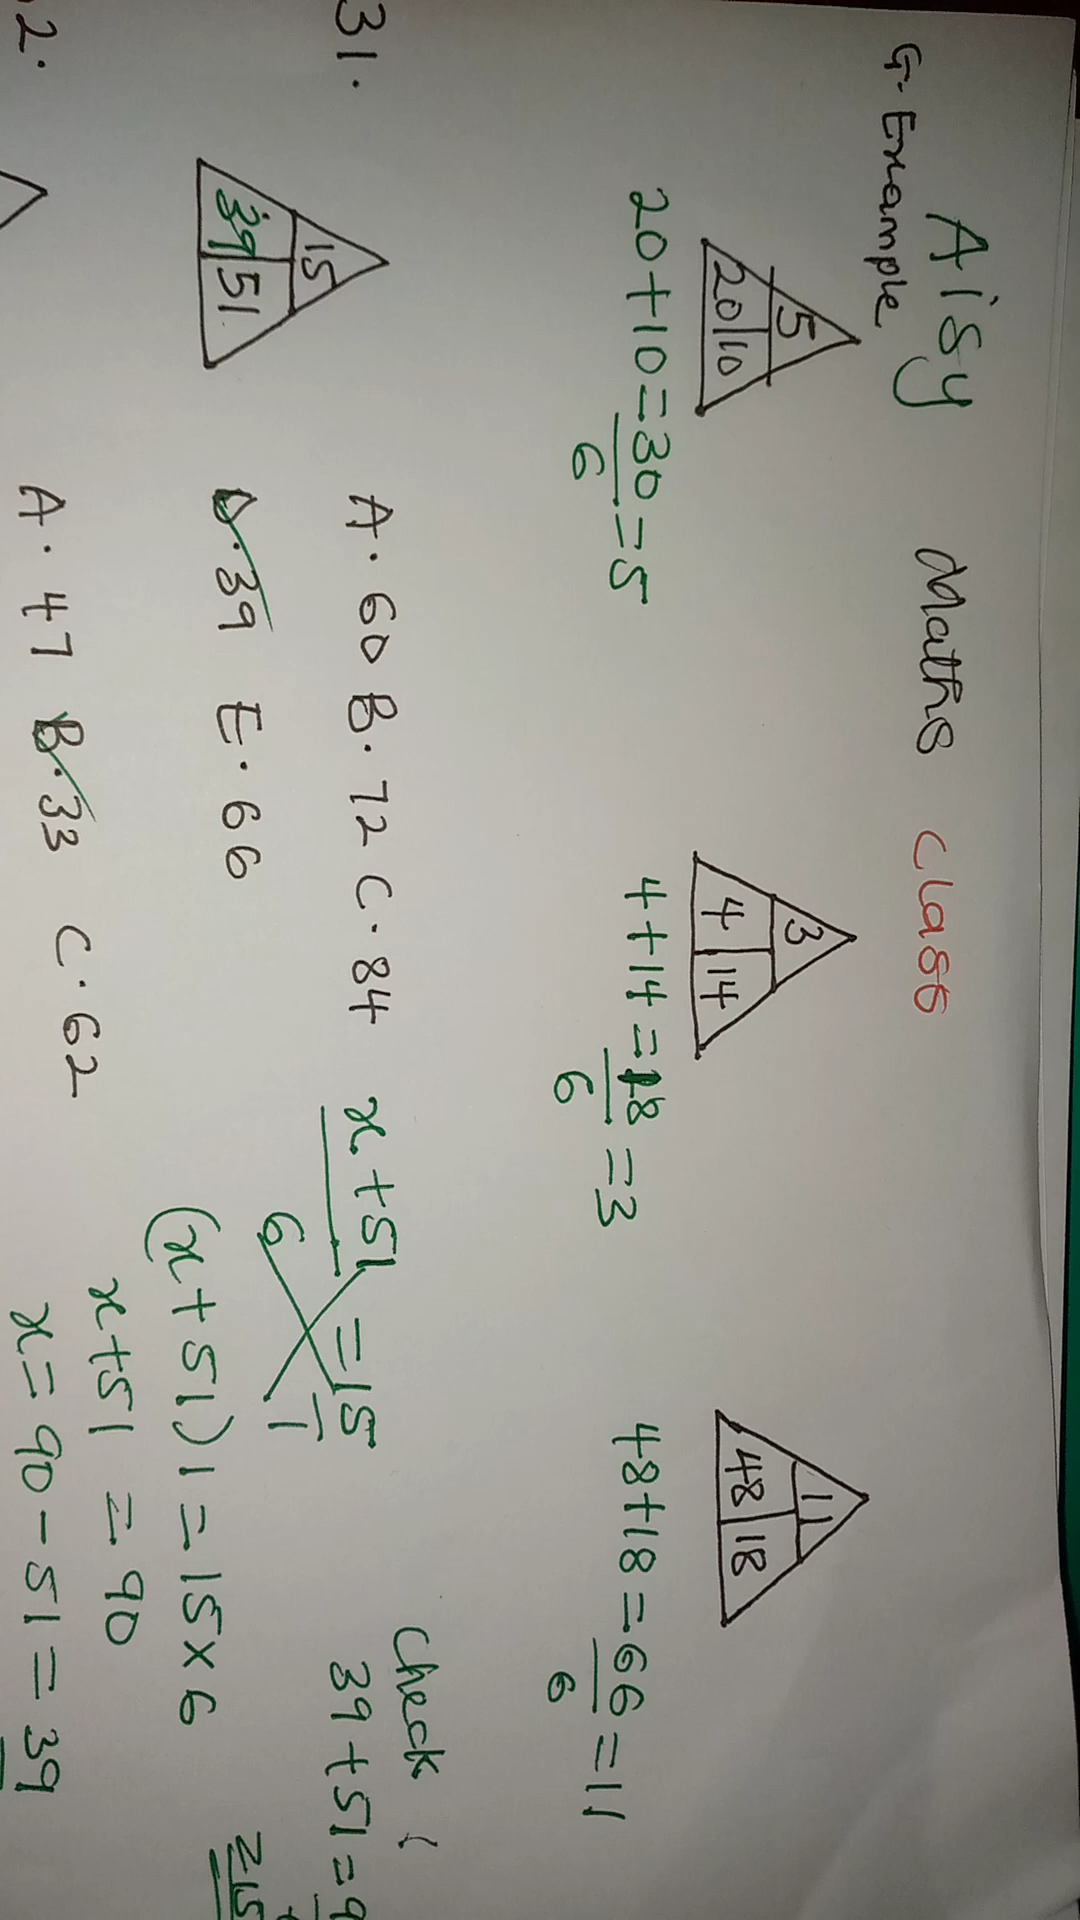 Aisy Maths Class
G. Example
5 3 11
20 10 4 14 48 18
20+10=30/6=5 4+14=18/6=3 48+18=66/6=11
Check
31. 15 A. 60 B. 72 C. 84 x+51/6=15/1 39+51=9
39 51 D. 39 E. 66 =15
(x+51)1=15×6
x+51=90
2. A. 47 B. 33 C. 62 x=90-51=39